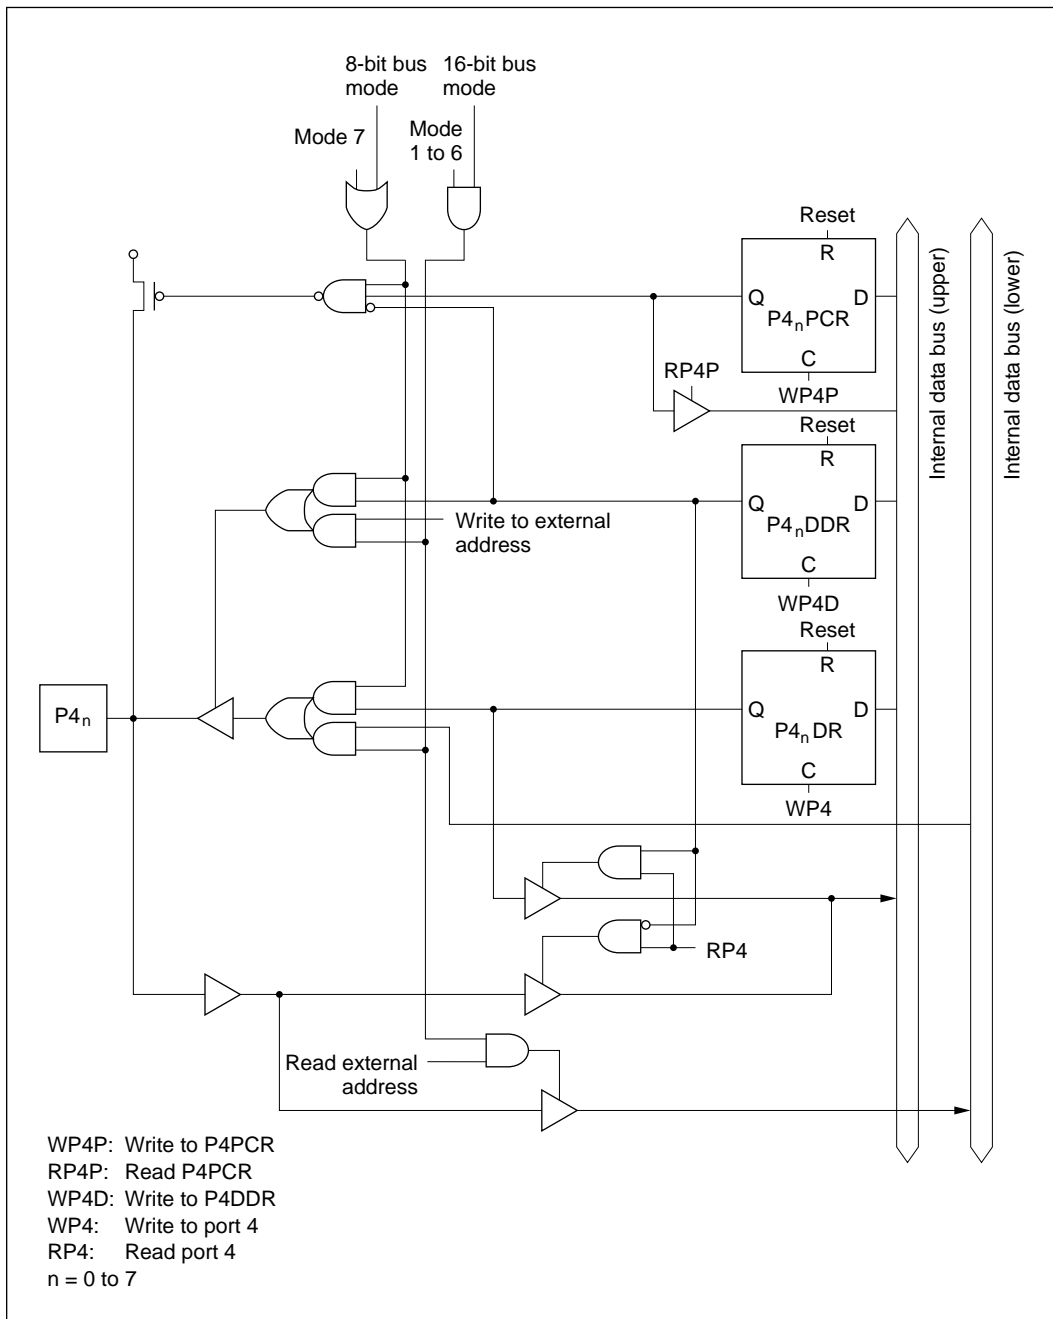 8-bit bus
mode
16-bit bus
mode
Mode 7
Mode
1 to 6
Reset
R
Q
D
P4nPCR
C
WP4P
RP4P
Internal data bus (upper)
Internal data bus (lower)
Reset
R
Q
D
P4nDDR
C
WP4D
Write to external
address
Reset
R
Q
D
P4nDR
C
WP4
P4n
RP4
Read external
address
WP4P: Write to P4PCR
RP4P: Read P4PCR
WP4D: Write to P4DDR
WP4: Write to port 4
RP4: Read port 4
n = 0 to 7